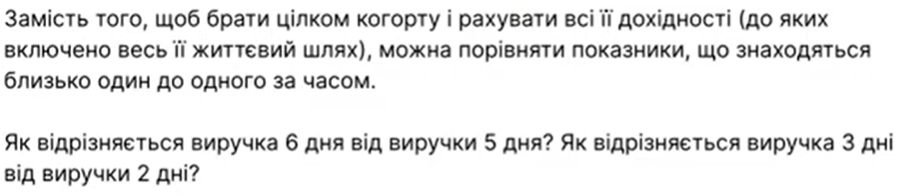 Замість того, щоб брати цілком когорту і рахувати всі її дохідності (до яких
включено весь її життєвий шлях), можна порівняти показники, що знаходяться
близько один до одного за часом.
Як відрізняється виручка 6 дня від виручки 5 дня? Як відрізняється виручка 3 дні
від виручки 2 дні?